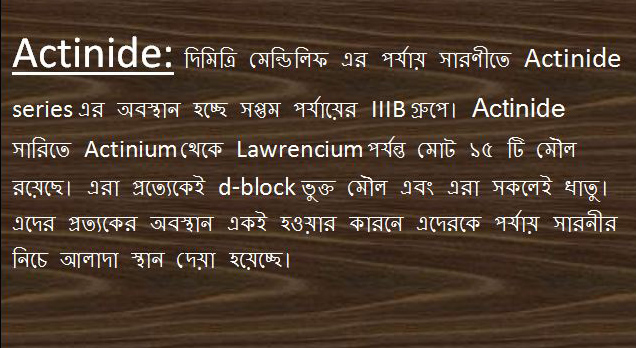 Actinide: দিমিত্রি মেন্ডিলিফ এর পর্যায় সারণীতে Actinide
series এর অবস্থান হচ্ছে সপ্তম পর্যায়ের IIIB গ্রুপে। Actinide
সারিতে Actinium থেকে Lawrencium পর্যন্ত মোট ১৫ টি মৌল
রয়েছে। এরা প্রত্যেকেই d-block ভুক্ত মৌল এবং এরা সকলেই ধাতু।
এদের প্রত্যকের অবস্থান একই হওয়ার কারনে এদেরকে পর্যায় সারনীর
নিচে আলাদা স্থান দেয়া হয়েছে।